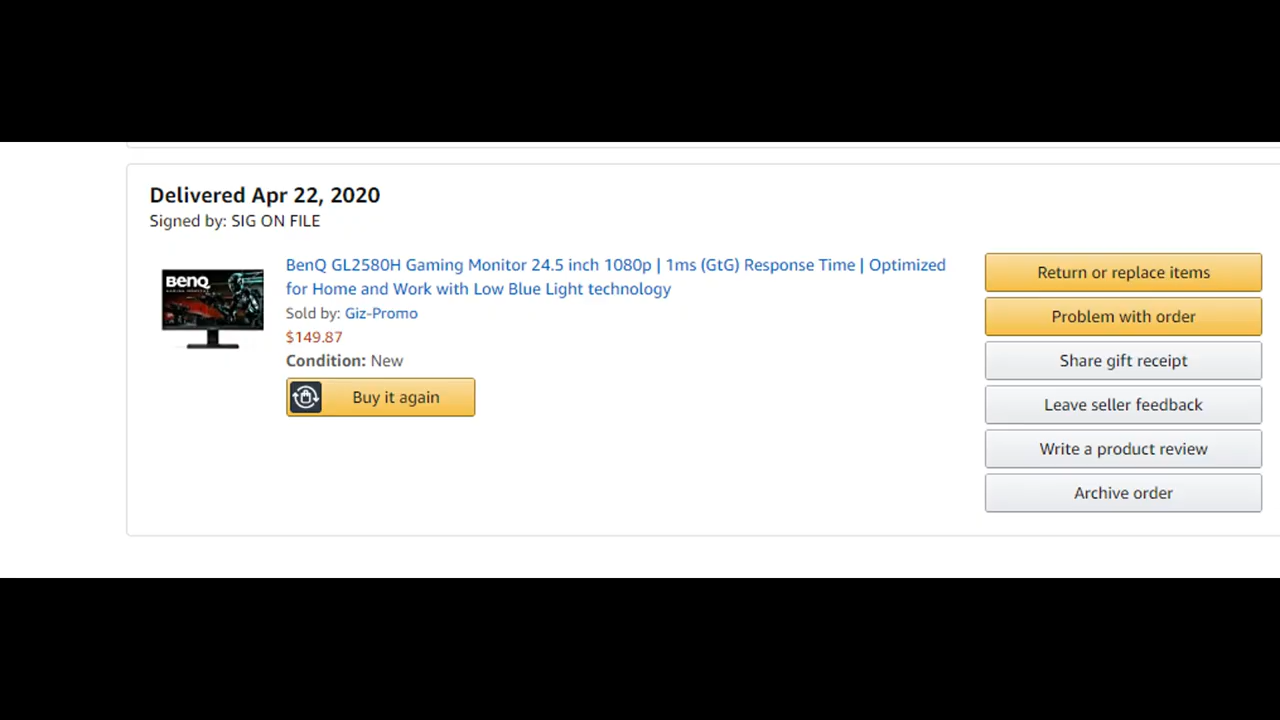 Delivered Apr 22, 2020
Signed by: SIG ON FILE
BenQ
BenQ GL2580H Gaming Monitor 24.5 inch 1080p | 1ms (GtG) Response Time | Optimized
for Home and Work with Low Blue Light technology
Sold by: Giz-Promo
$149.87
Condition: New
Buy it again
Return or replace items
Problem with order
Share gift receipt
Leave seller feedback
Write a product review
Archive order